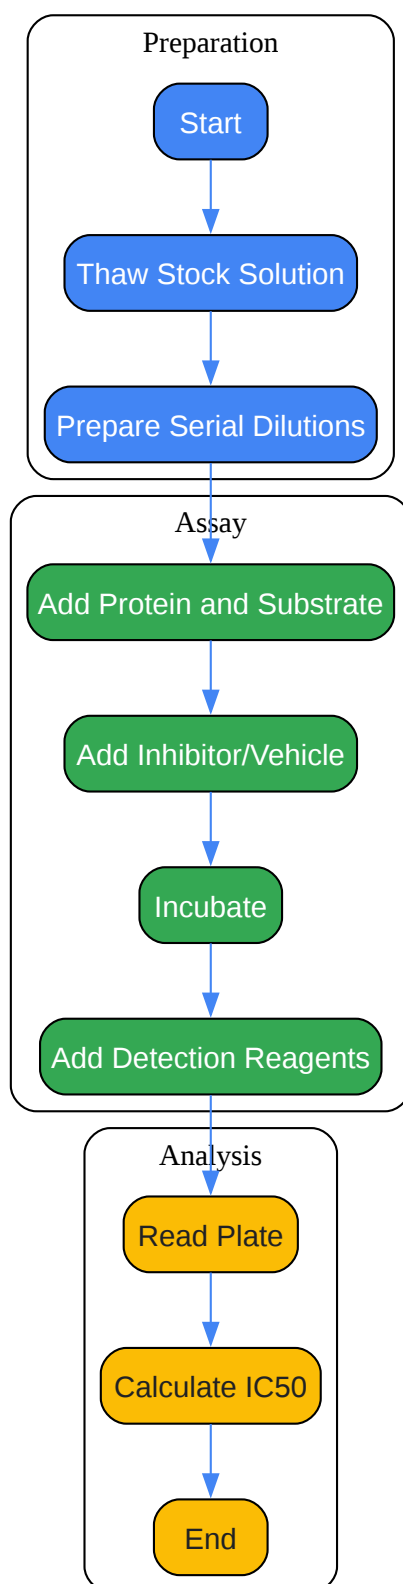 Preparation
Start
Thaw Stock Solution
Prepare Serial Dilutions
Assay
Add Protein and Substrate
Add Inhibitor/Vehicle
Incubate
Add Detection Reagents
Analysis
Read Plate
Calculate IC50
End